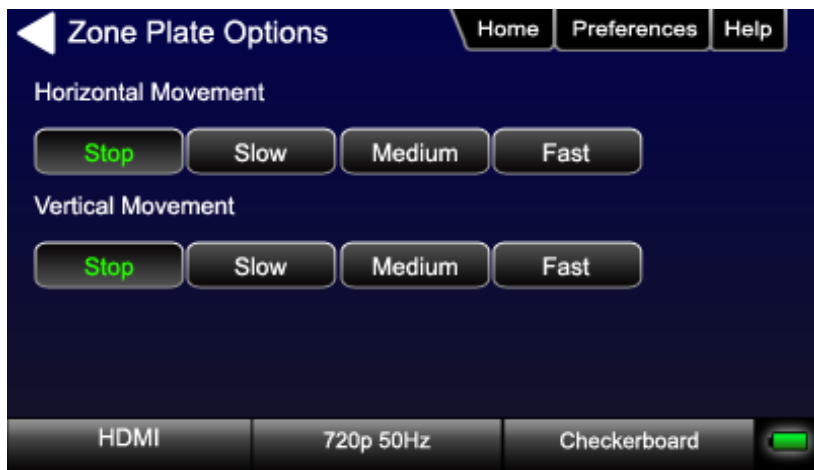 Zone Plate Options Home Preferences Help
Horizontal Movement
Stop Slow Medium Fast
Vertical Movement
Stop Slow Medium Fast
HDMI 720p 50Hz Checkerboard